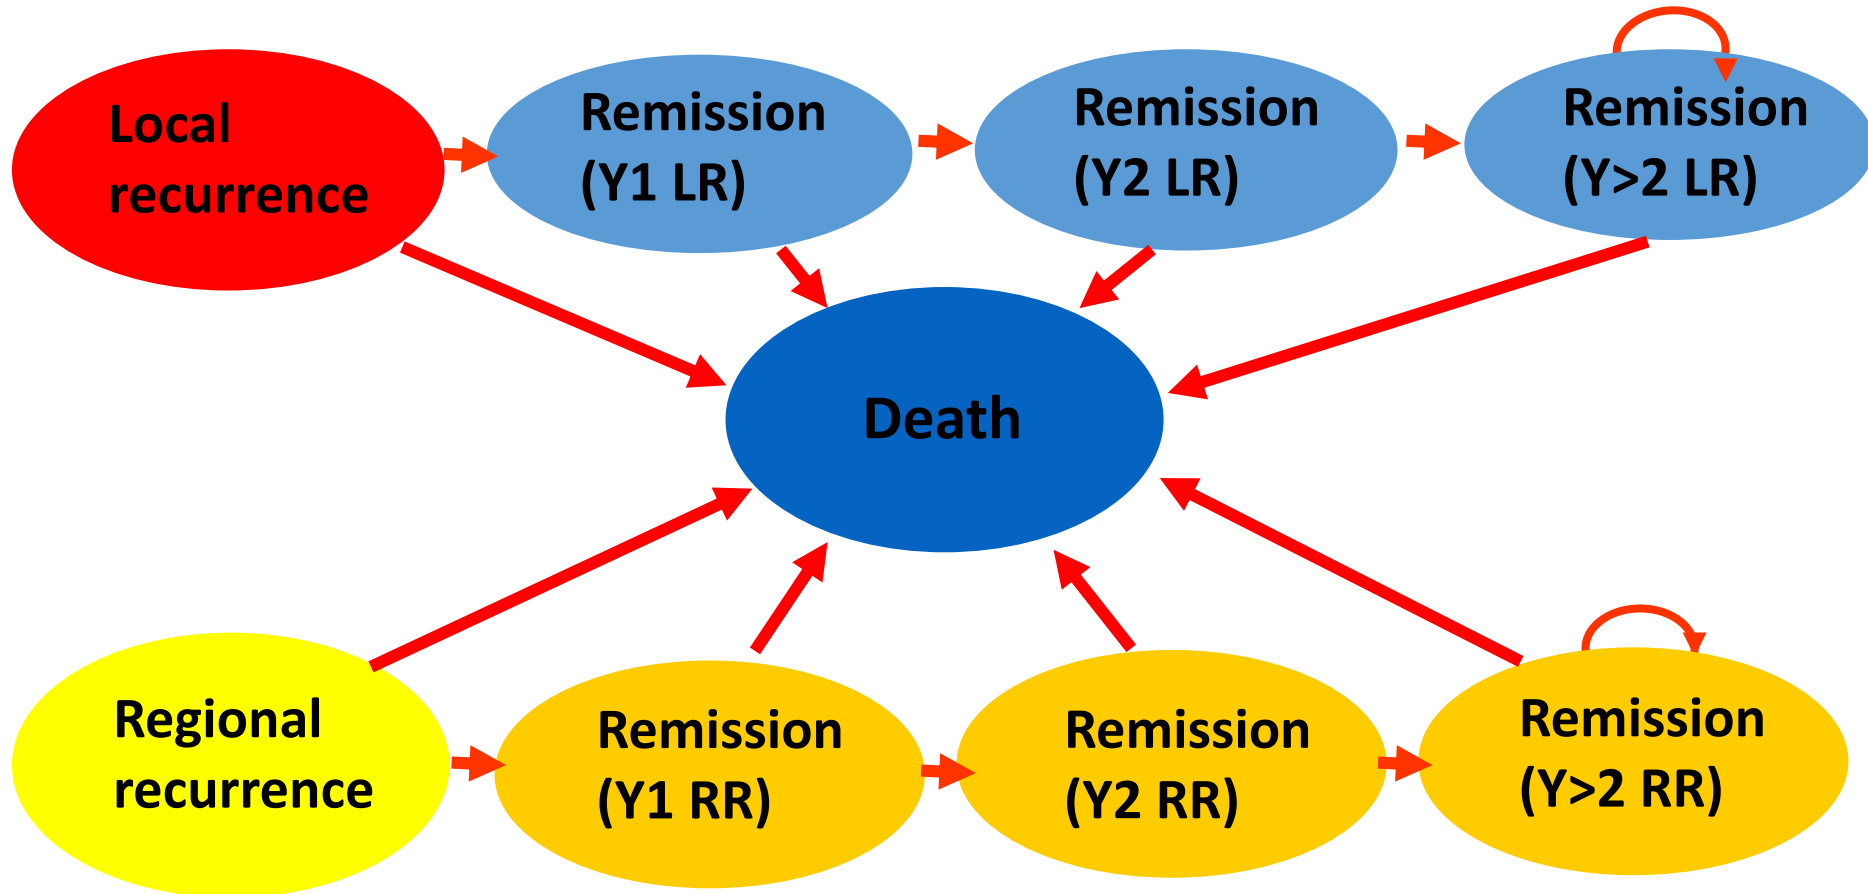 Local
recurrence
Remission
(Y1 LR)
Remission
(Y2 LR)
Remission
(Y>2 LR)
Death
Regional
recurrence
Remission
(Y1 RR)
Remission
(Y2 RR)
Remission
(Y>2 RR)